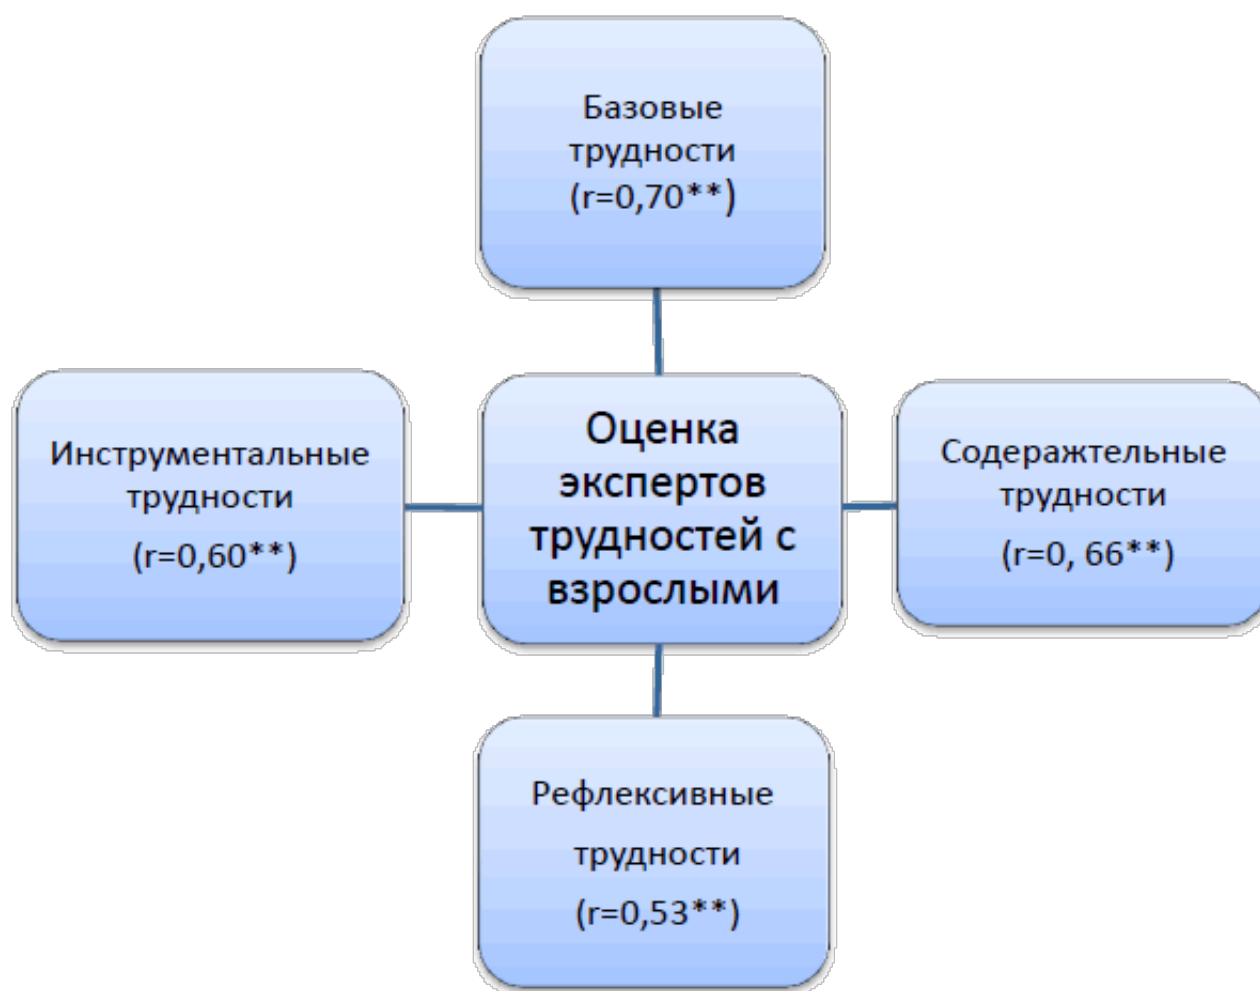 Базовые
трудности
(r=0,70**)
Инструментальные
трудности
(r=0,60**)
Оценка
экспертов
трудностей с
взрослыми
Содеражтельные
трудности
(r=0, 66**)
Рефлексивные
трудности
(r=0,53**)